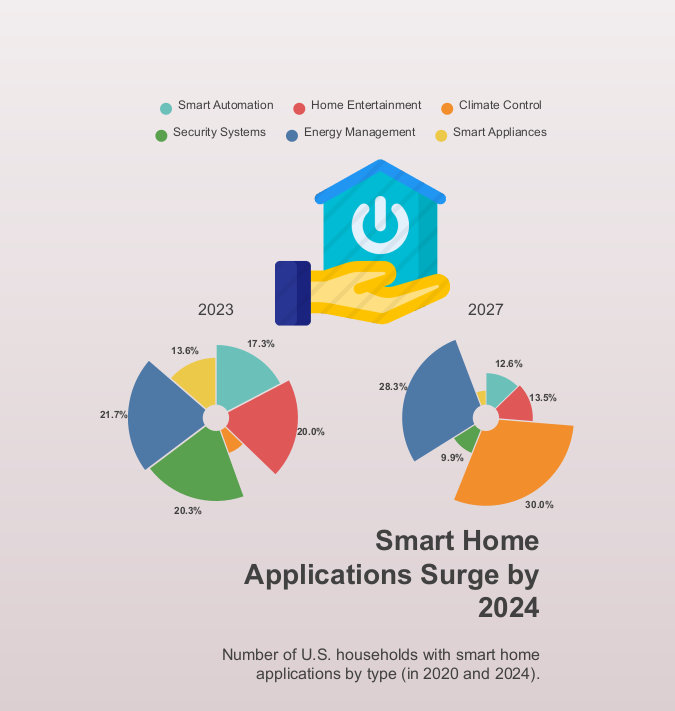 Smart Automation Home Entertainment Climate Control
Security Systems Energy Management Smart Appliances
2023
2027
13.6%
17.3%
21.7%
20.0%
20.3%
12.6%
28.3%
13.5%
9.9%
30.0%
Smart Home
Applications Surge by
2024
Number of U.S. households with smart home
applications by type (in 2020 and 2024).